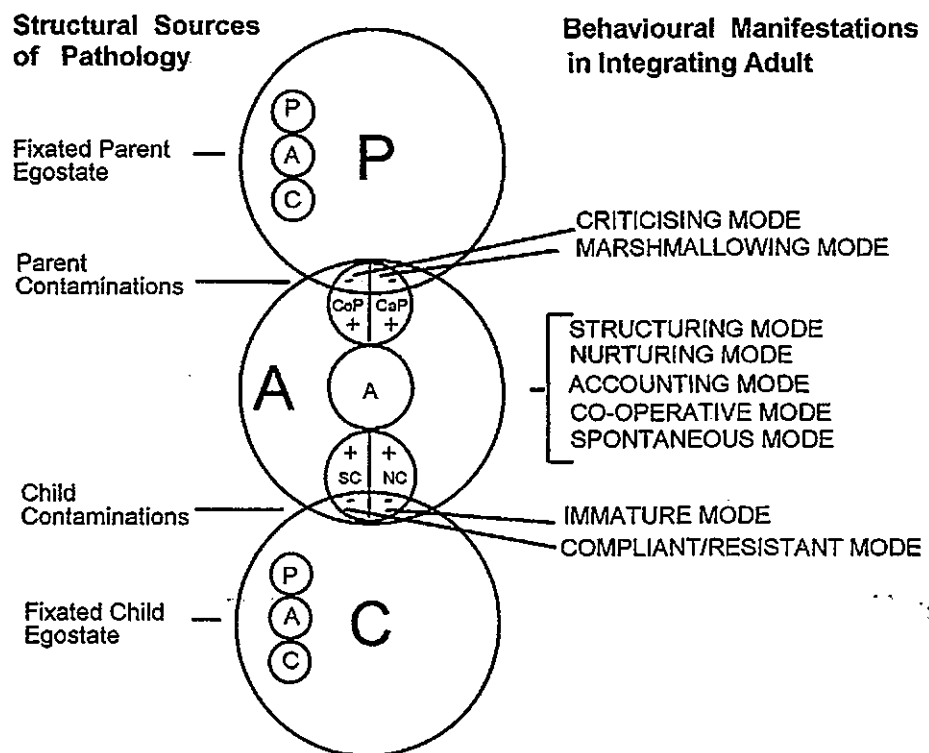 Structural Sources
of Pathology
Behavioural Manifestations
in Integrating Adult
P
A
C
P
Fixated Parent
Egostate
CRITICISING MODE
MARSHMALLOWING MODE
Parent
Contaminations
- -
CoP CaP
+ +
STRUCTURING MODE
NURTURING MODE
ACCOUNTING MODE
CO-OPERATIVE MODE
SPONTANEOUS MODE
A
A
+ +
SC NC
- -
Child
Contaminations
IMMATURE MODE
COMPLIANT/RESISTANT MODE
P
A
C
C
Fixated Child
Egostate